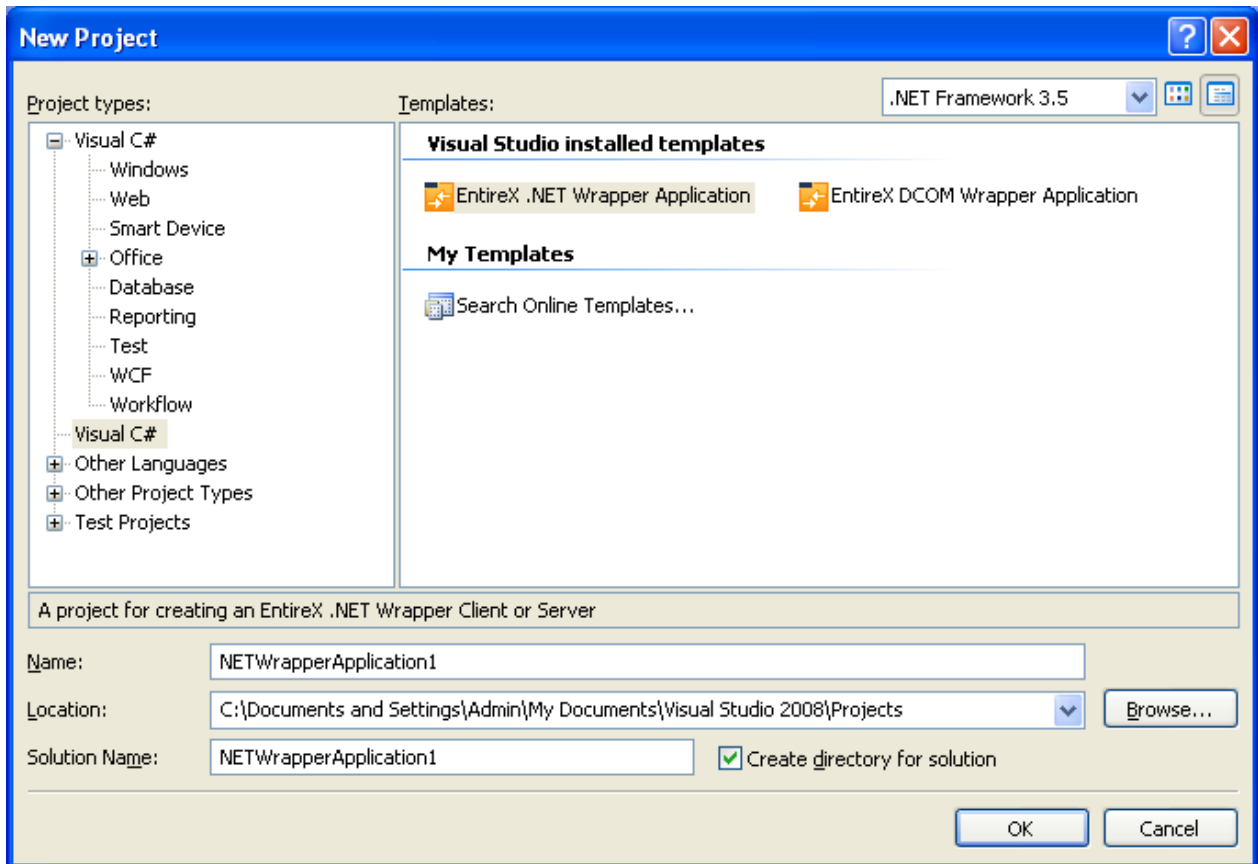 New Project
Project types:
Templates:
.NET Framework 3.5
Visual C#
Windows
Web
Smart Device
Office
Database
Reporting
Test
WCF
Workflow
Visual C#
Other Languages
Other Project Types
Test Projects
Visual Studio installed templates
EntireX .NET Wrapper Application
EntireX DCOM Wrapper Application
My Templates
Search Online Templates...
A project for creating an EntireX .NET Wrapper Client or Server
Name:
NETWrapperApplication1
Location:
C:\Documents and Settings\Admin\My Documents\Visual Studio 2008\Projects
Browse...
Solution Name:
NETWrapperApplication1
Create directory for solution
OK
Cancel